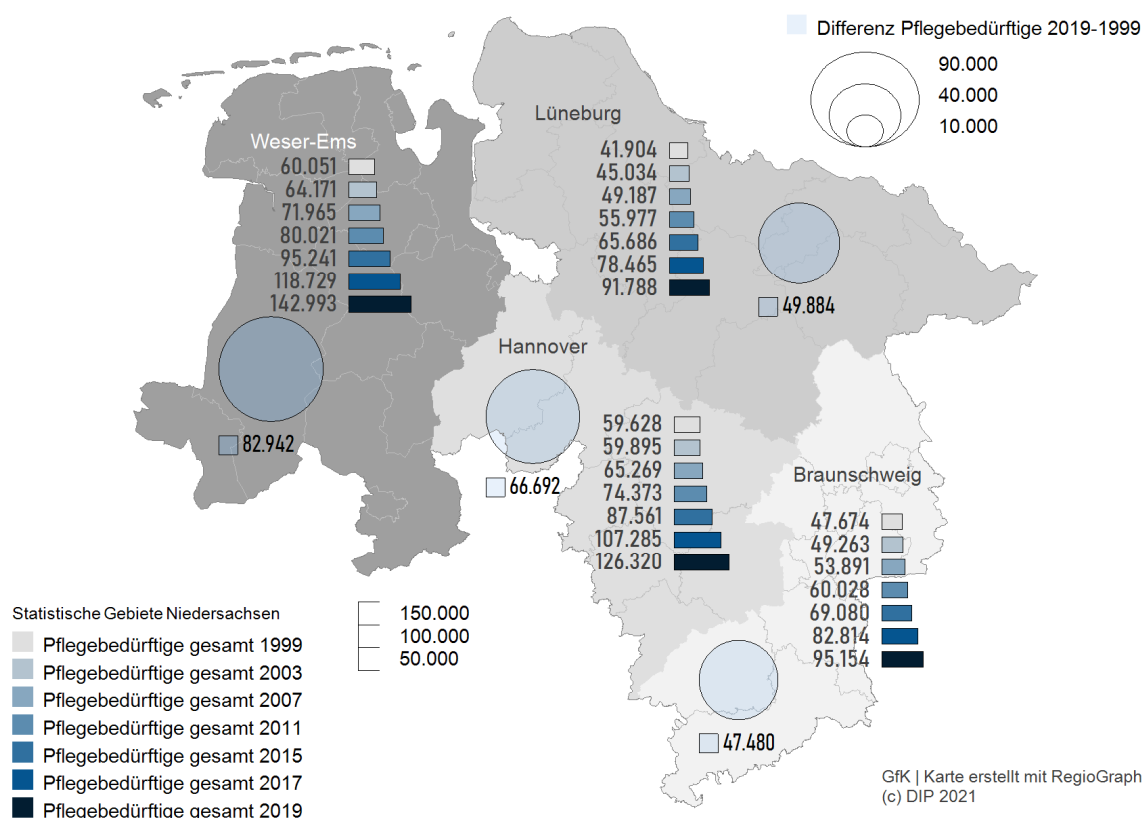 Differenz Pflegebedürftige 2019-1999
90.000
40.000
10.000
Lüneburg
41.904
45.034
49.187
55.977
65.686
78.465
91.788
49.884
Weser-Ems
60.051
64.171
71.965
80.021
95.241
118.729
142.993
82.942
Hannover
59.628
59.895
65.269
74.373
87.561
107.285
126.320
66.692
Braunschweig
47.674
49.263
53.891
60.028
69.080
82.814
95.154
47.480
Statistische Gebiete Niedersachsen
Pflegebedürftige gesamt 1999
Pflegebedürftige gesamt 2003
Pflegebedürftige gesamt 2007
Pflegebedürftige gesamt 2011
Pflegebedürftige gesamt 2015
Pflegebedürftige gesamt 2017
Pflegebedürftige gesamt 2019
150.000
100.000
50.000
GfK | Karte erstellt mit RegioGraph
(c) DIP 2021